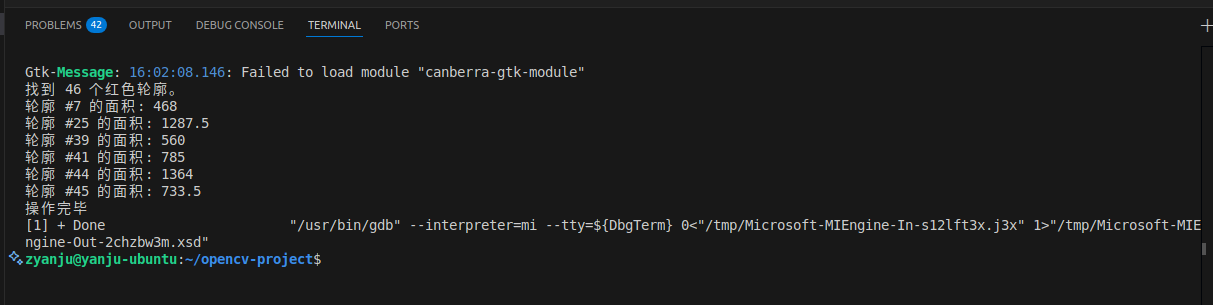 PROBLEMS 42 OUTPUT DEBUG CONSOLE TERMINAL PORTS
Gtk-Message: 16:02:08.146: Failed to load module "canberra-gtk-module"
找到 46 个红色轮廓。
轮廓 #7 的面积: 468
轮廓 #25 的面积: 1287.5
轮廓 #39 的面积: 560
轮廓 #41 的面积: 785
轮廓 #44 的面积: 1364
轮廓 #45 的面积: 733.5
操作完毕
[1] + Done                       "/usr/bin/gdb" --interpreter=mi --tty=${DbgTerm} 0<"/tmp/Microsoft-MIEngine-In-s12lft3x.j3x" 1>"/tmp/Microsoft-MIE
ngine-Out-2chzbw3m.xsd"
zyanju@yanju-ubuntu:~/opencv-project$